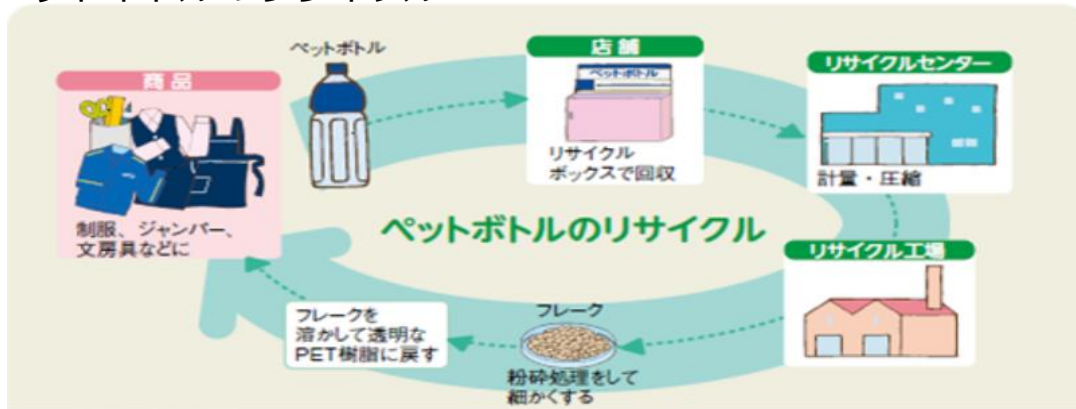 ペットボトル
店舗
ペットボトル
リサイクル
ボックスで回収
リサイクルセンター
計量・圧縮
リサイクル工場
フレーク
粉砕処理をして
細かくする
フレークを
溶かして透明な
PET樹脂に戻す
商品
制服、ジャンパー、
文房具などに
ペットボトルのリサイクル